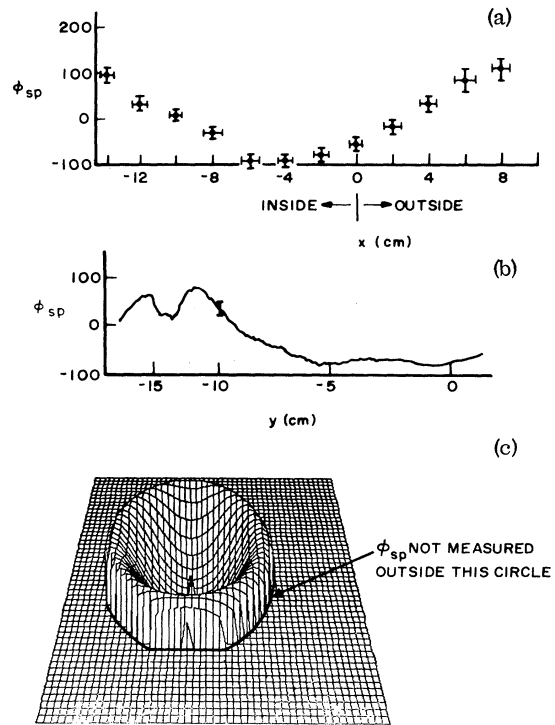 (a)
200
100
0
-100
ϕsp
-12 -8 -4 0 4 8
INSIDE ← | → OUTSIDE
x (cm)
(b)
100
0
-100
ϕsp
-15 -10 -5 0
y (cm)
(c)
ϕsp NOT MEASURED
OUTSIDE THIS CIRCLE